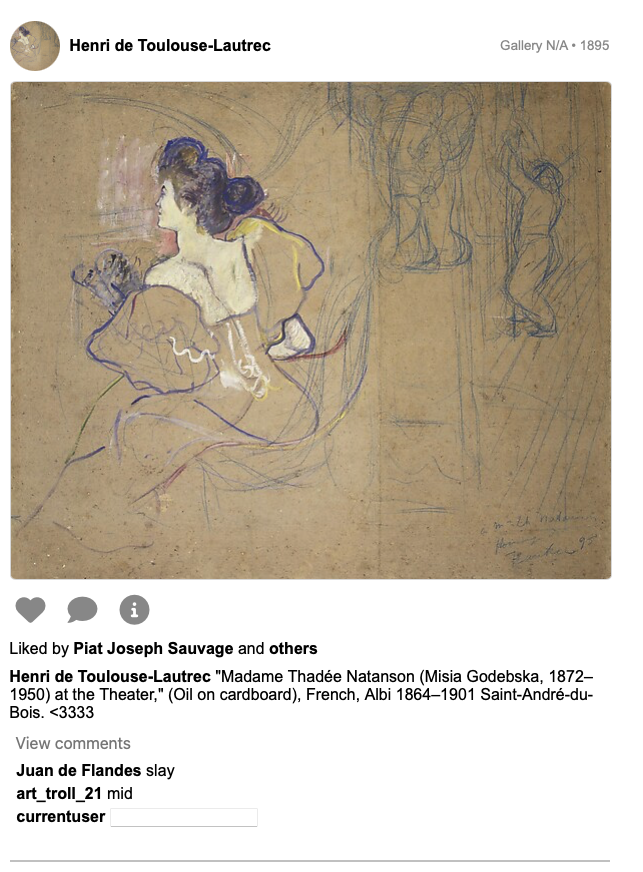 Henri de Toulouse-Lautrec
Gallery N/A • 1895
Liked by Piat Joseph Sauvage and others
Henri de Toulouse-Lautrec "Madame Thadée Natanson (Misia Godebska, 1872–
1950) at the Theater," (Oil on cardboard), French, Albi 1864–1901 Saint-André-du-
Bois. <3333
View comments
Juan de Flandes slay
art_troll_21 mid
currentuser